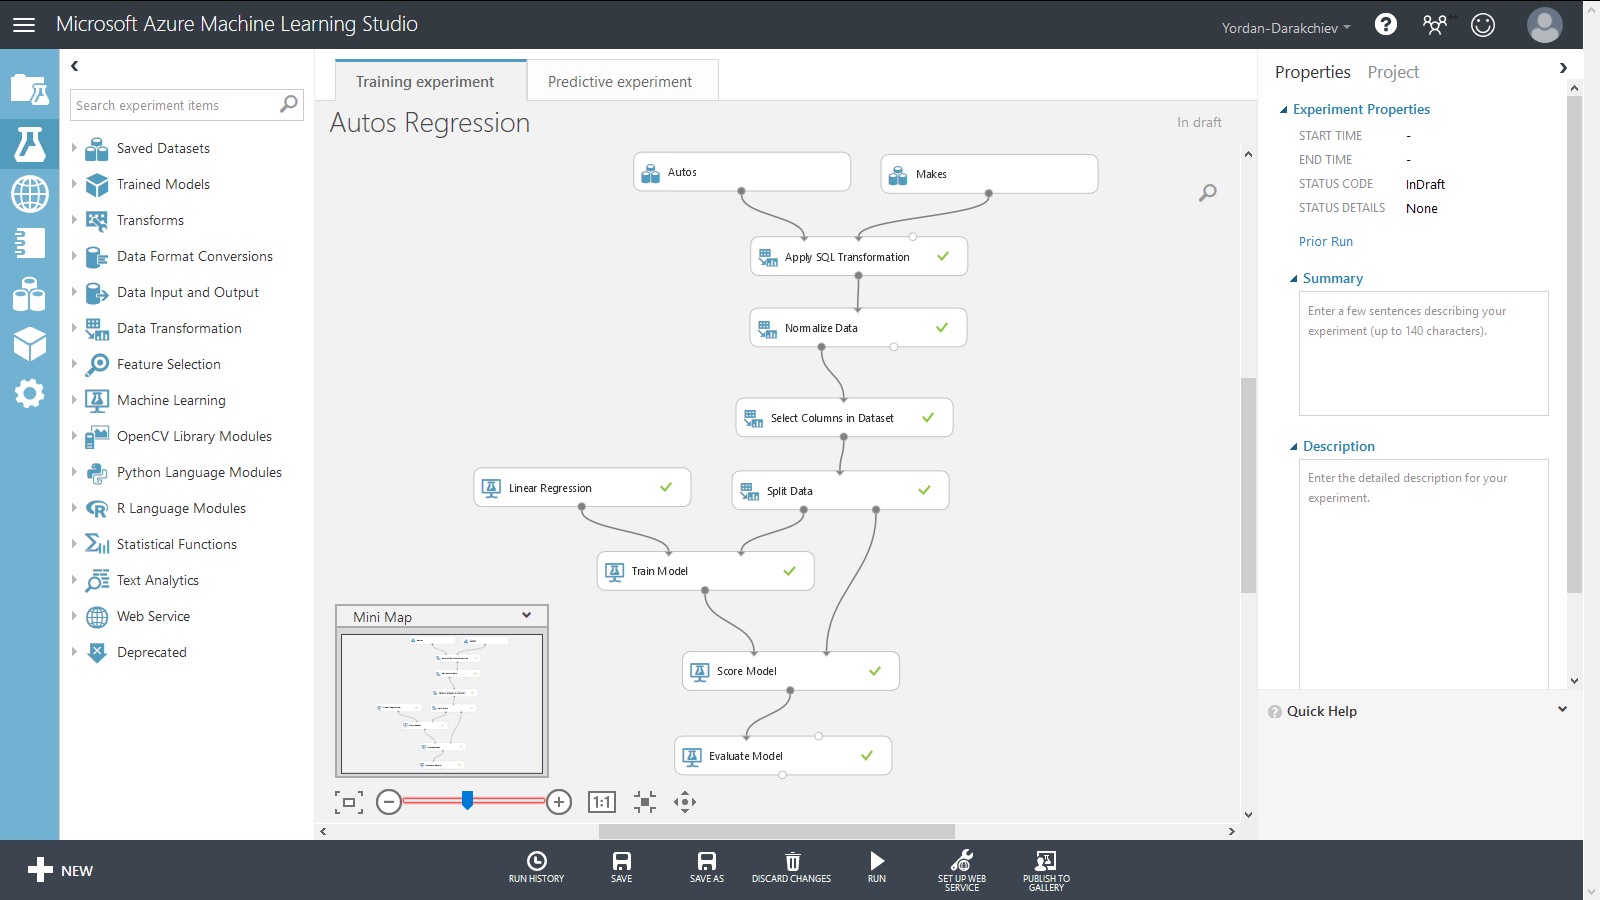 Microsoft Azure Machine Learning Studio
Yordan-Darakchiev
?
Search experiment items
Saved Datasets
Trained Models
Transforms
Data Format Conversions
Data Input and Output
Data Transformation
Feature Selection
Machine Learning
OpenCV Library Modules
Python Language Modules
R Language Modules
Statistical Functions
Text Analytics
Web Service
Deprecated
Training experiment
Predictive experiment
Autos Regression
In draft
Autos
Makes
Apply SQL Transformation
Normalize Data
Select Columns in Dataset
Linear Regression
Split Data
Train Model
Score Model
Evaluate Model
Mini Map
1:1
Properties
Project
Experiment Properties
START TIME -
END TIME -
STATUS CODE InDraft
STATUS DETAILS None
Prior Run
Summary
Enter a few sentences describing your
experiment (up to 140 characters).
Description
Enter the detailed description for your
experiment.
? Quick Help
NEW
RUN HISTORY
SAVE
SAVE AS
DISCARD CHANGES
RUN
SET UP WEB
SERVICE
PUBLISH TO
GALLERY